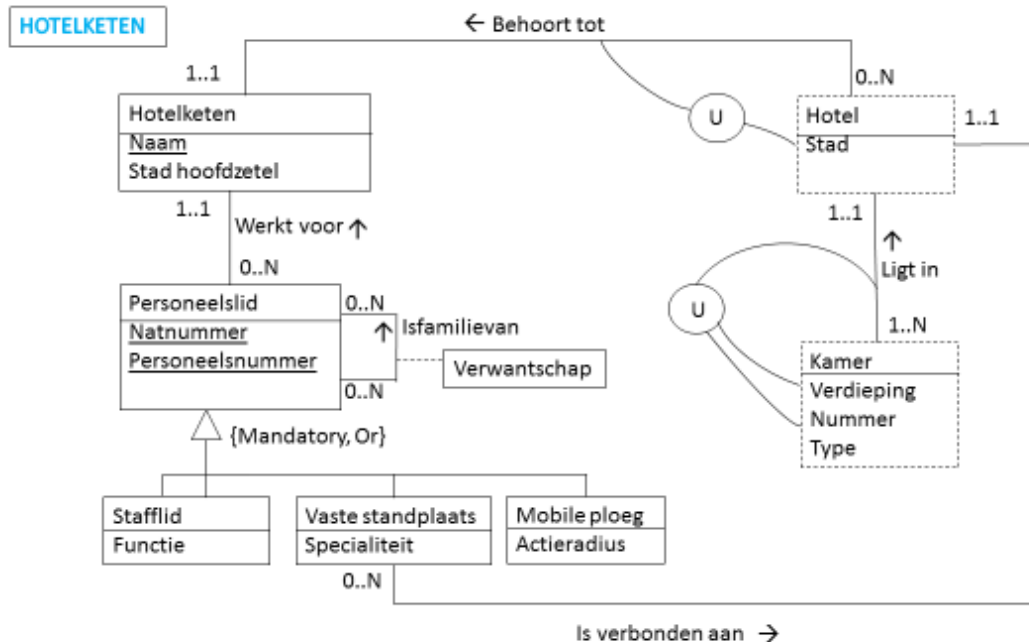 HOTELKETEN
← Behoort tot
1..1
0..N
Hotelketen
Naam
Stad hoofdzetel
U
Hotel
Stad
1..1
1..1
Werkt voor ↑
0..N
1..1
↑
Ligt in
Personeelslid
Natnummer
Personeelsnummer
0..N
↑ Isfamilievan
Verwantschap
0..N
U
1..N
Kamer
Verdieping
Nummer
Type
{Mandatory, Or}
Stafflid
Functie
Vaste standplaats
Specialiteit
Mobile ploeg
Actieradius
0..N
Is verbonden aan →